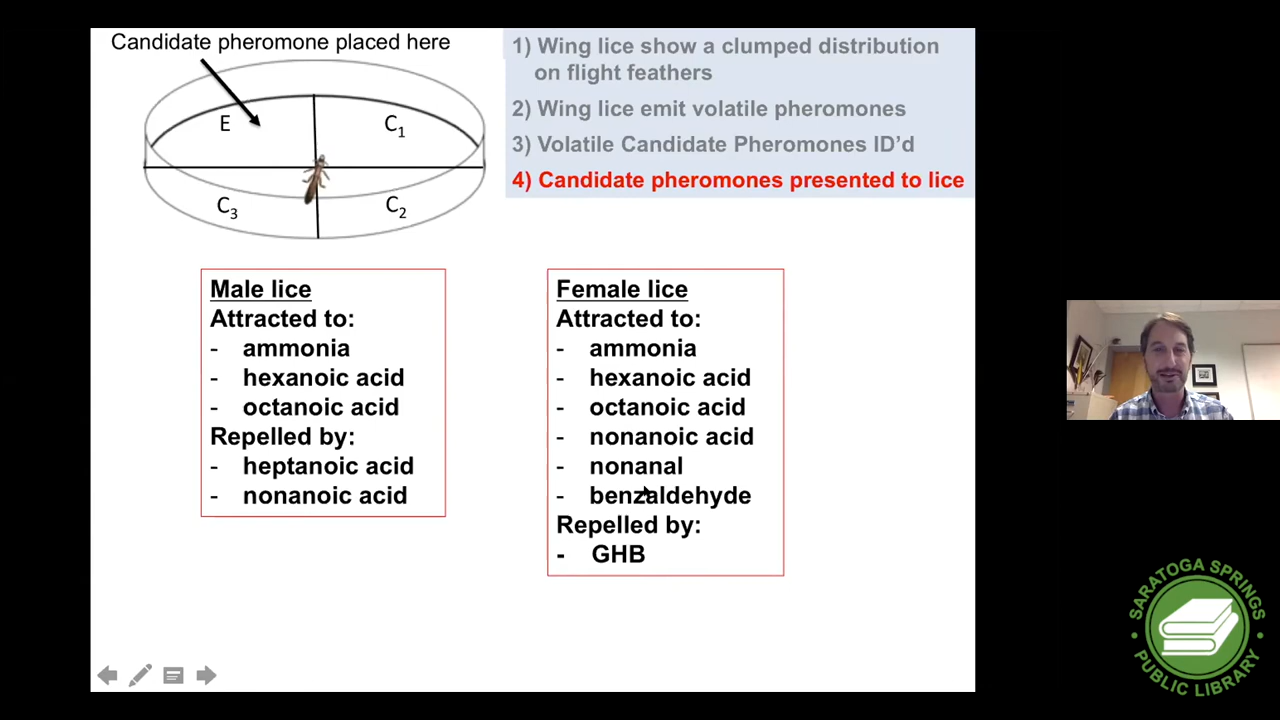 Candidate pheromone placed here
E
C₁
C₃
C₂
1) Wing lice show a clumped distribution
on flight feathers
2) Wing lice emit volatile pheromones
3) Volatile Candidate Pheromones ID’d
4) Candidate pheromones presented to lice
Male lice
Attracted to:
- ammonia
- hexanoic acid
- octanoic acid
Repelled by:
- heptanoic acid
- nonanoic acid
Female lice
Attracted to:
- ammonia
- hexanoic acid
- octanoic acid
- nonanoic acid
- nonanal
- benzaldehyde
Repelled by:
- GHB
SARATOGA SPRINGS
PUBLIC LIBRARY